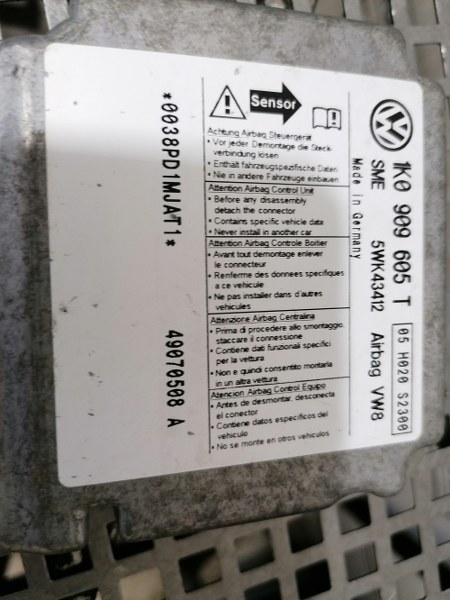 1K0 909 605 T
05 H020 S2300
SME 5WK43412 Airbag VW8
Made in Germany
Sensor
Achtung Airbag Steuergerät
• Vor jeder Demontage die Steck-
verbindung lösen
• Enthält fahrzeugspezifische Daten
• Nie in andere Fahrzeuge einbauen
Attention Airbag Control Unit
• Before any disassembly
detach the connector
• Contains specific vehicle data
• Never install in another car
Attention Airbag Controle Boitier
• Avant tout demontage enlever
le connecteur
• Renferme des donnees specifiques
a ce vehicule
• Ne pas installer dans d'autres
vehicules
Attenzione Airbag Centralina
• Prima di procedere allo smontaggio,
staccare il connessione
• Contiene dati funzionali specifici
per la vettura
• Non e quindi consentito montarla
in un altra vettura
Atencion Airbag Control Equipo
• Antes de desmontar, desconecta
el conector
• Contiene datos especificos del
vehiculo
• No se monte en otros vehiculos
*0038PD1MJAT1*
49070508 A